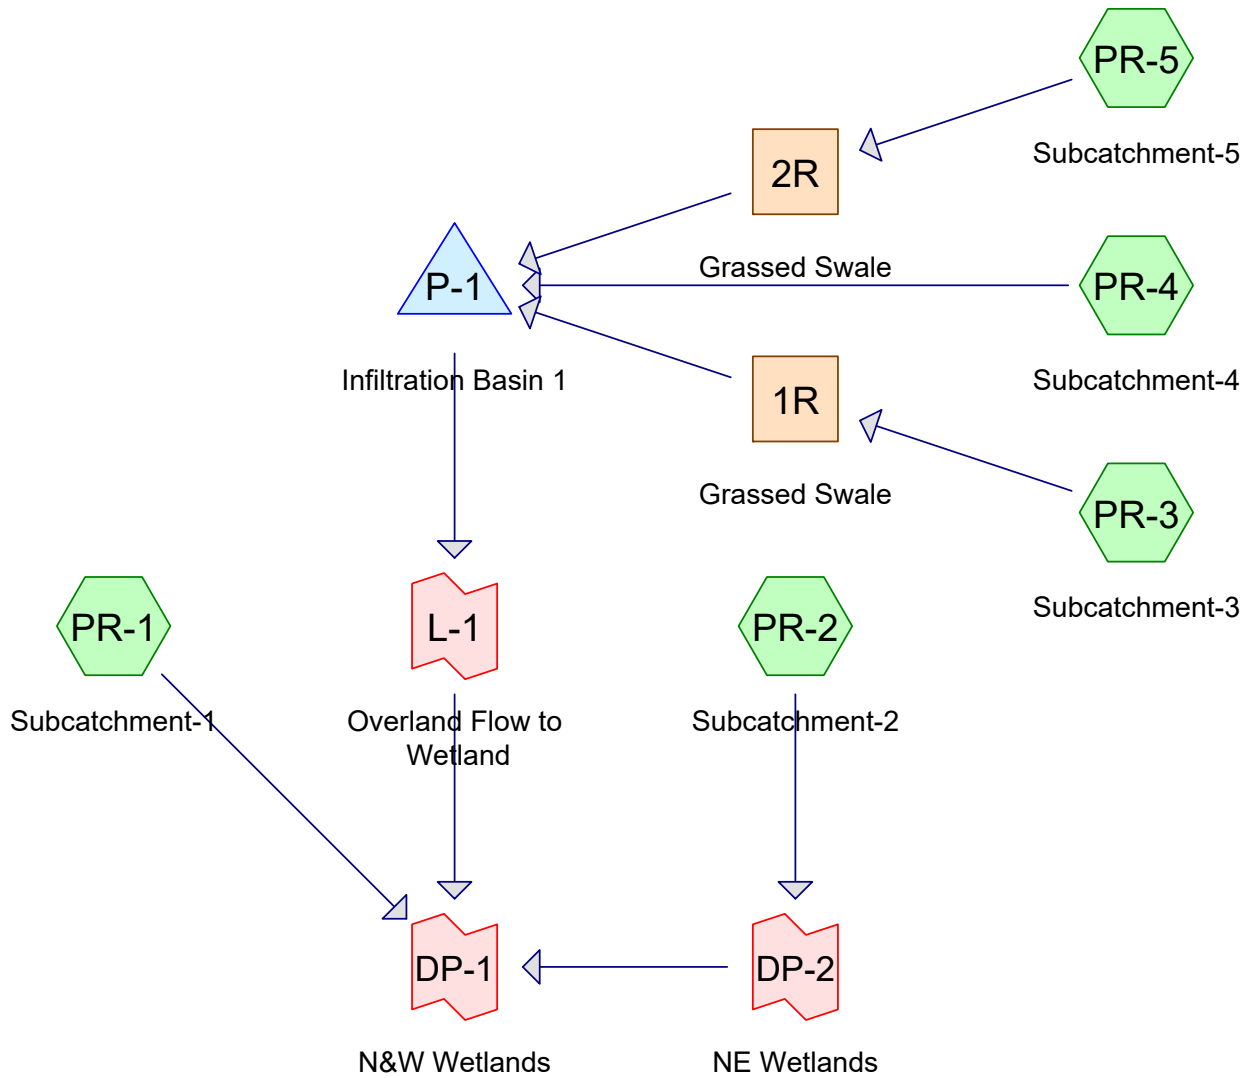 PR-5
Subcatchment-5
2R
Grassed Swale
P-1
Infiltration Basin 1
PR-4
Subcatchment-4
1R
Grassed Swale
PR-3
Subcatchment-3
PR-1
Subcatchment-1
L-1
Overland Flow to
Wetland
PR-2
Subcatchment-2
DP-1
N&W Wetlands
DP-2
NE Wetlands